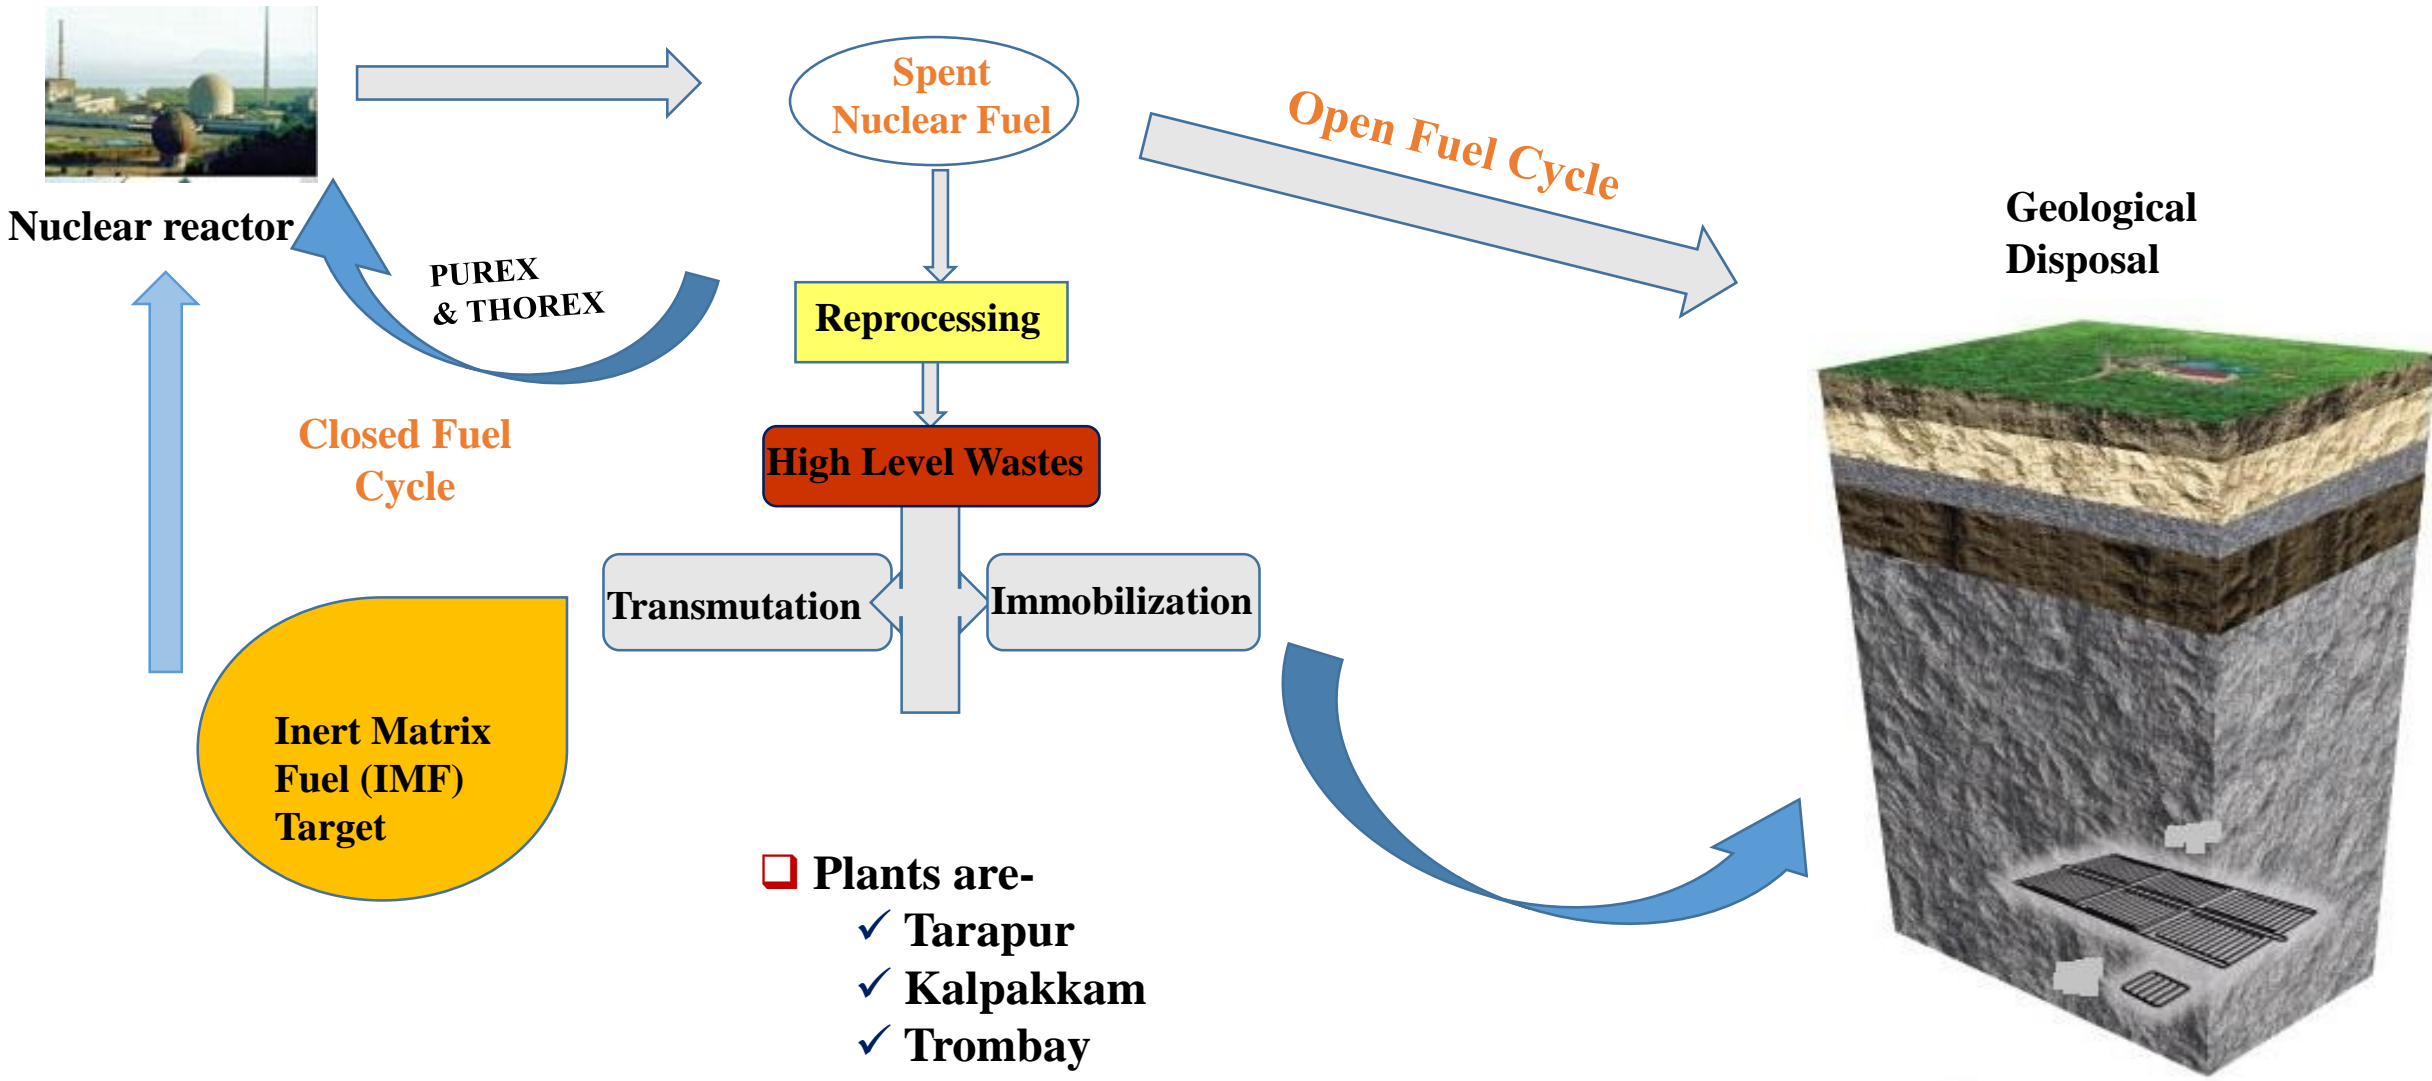 Spent
Nuclear Fuel
Open Fuel Cycle
Geological
Disposal
Nuclear reactor
PUREX
& THOREX
Reprocessing
Closed Fuel
Cycle
High Level Wastes
Transmutation
Immobilization
Inert Matrix
Fuel (IMF)
Target
Plants are-
Tarapur
Kalpakkam
Trombay